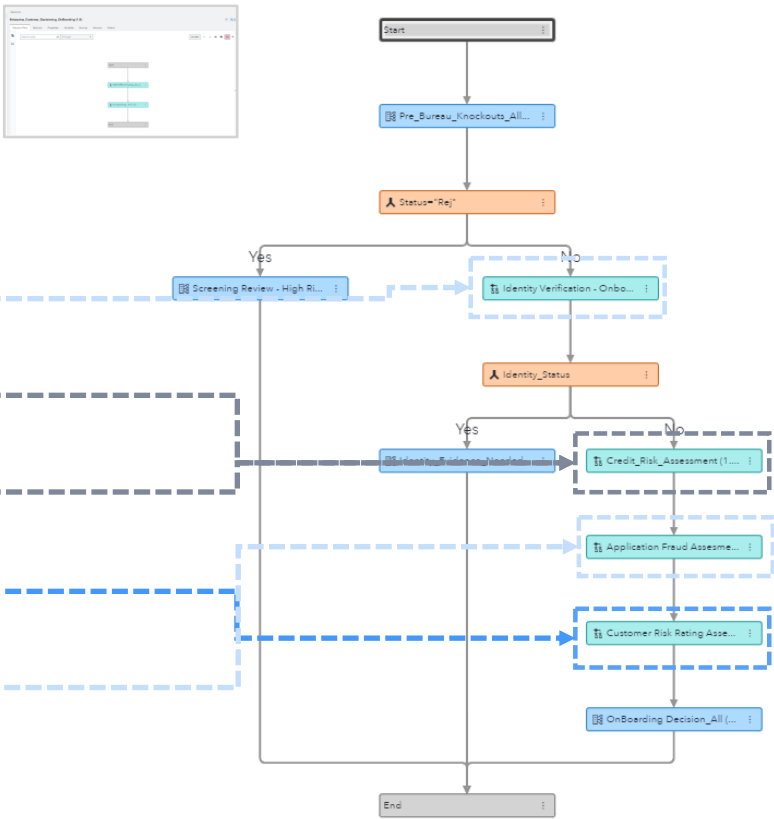 Start
Pre_Bureau_Knockouts_All...
Status="Rej"
Yes
No
Screening Review - High Ri...
Identity Verification - Onbo...
Identity_Status
Yes
No
Identity_Evidence_Needed
Credit_Risk_Assessment (1....
Application Fraud Assesme...
Customer Risk Rating Asse...
OnBoarding Decision_All (...
End